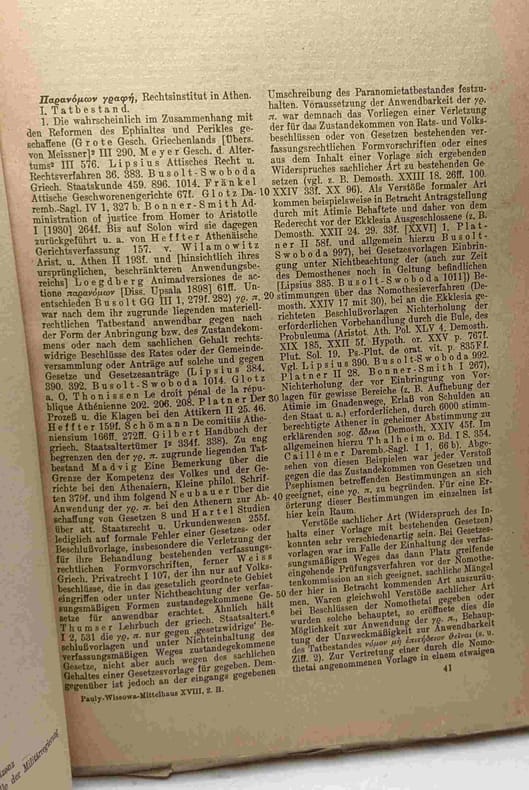 Παρανόμων γραφή, Rechtsinstitut in Athen.
I. Tatbestand.
1. Die wahrscheinlich im Zusammenhang mit
den Reformen des Ephialtes und Perikles ge-
schaffene (Grote Gesch. Griechenlands [Übers.
von Meissner]² III 290. Meyer Gesch. d. Alter-
tums² III 576. Lipsius Attisches Recht u.
Rechtsverfahren 36. 383. Busolt-Swoboda
Griech. Staatskunde 459. 896. 1014. Fränkel
Attische Geschworenengerichte 67f. Glotz Da-
remb.-Sagl. IV 1, 327 b. Bonner-Smith Ad-
ministration of justice from Homer to Aristotle
I [1930] 264f. Bis auf Solon wird sie dagegen
zurückgeführt u. a. von Heffter Athenäische
Gerichtsverfassung 157. v. Wilamowitz
Arist. u. Athen II 193f. und [hinsichtlich ihres
ursprünglichen, beschränkteren Anwendungsbe-
reichs] Loegdberg Animadversiones de ac-
tione παρανόμων [Diss. Upsala 1898] 61ff. Un-
entschieden Busolt GG III 1, 279f. 282) γρ. π.
war nach dem ihr zugrunde liegenden materiell-
rechtlichen Tatbestand anwendbar gegen nach
der Form der Anbringung bzw. des Zustandekom-
mens oder nach dem sachlichen Gehalt rechts-
widrige Beschlüsse des Rates oder der Gemeinde-
versammlung oder Anträge auf solche und gegen
Gesetze und Gesetzesanträge (Lipsius 384.
390. 392. Busolt-Swoboda 1014. Glotz
a. O. Thonissen Le droit pénal de la répu-
blique Athénienne 202. 206. 208. Platner Der
Prozeß u. die Klagen bei den Attikern II 25. 46.
Heffter 159f. Schömann De comitiis Athe-
niensium 166ff. 272ff. Gilbert Handbuch der
griech. Staatsaltertümer I² 334f. 338). Zu eng
begrenzen den der γρ. π. zugrunde liegenden Tat-
bestand Madvig Eine Bemerkung über die
Grenze der Kompetenz des Volkes und der Ge-
richte bei den Athenaiern, Kleine philol. Schrif-
ten 379f. und ihm folgend Neubauer Über die
Anwendung der γρ. π. bei den Athenern zur Ab-
schaffung von Gesetzen 8 und Hartel Studien
über att. Staatsrecht u. Urkundenwesen 255f.
lediglich auf formale Fehler einer Gesetzes- oder
Beschlußvorlage, insbesondere die Verletzung der
für ihre Behandlung bestehenden verfassungs-
rechtlichen Formvorschriften, ferner Weiss
Griech. Privatrecht I 107, der ihn nur auf Volks-
beschlüsse, die in das gesetzlich geordnete Gebiet
eingriffen oder unter Nichtbeachtung der verfas-
sungsmäßigen Formen zustandegekommene Ge-
setze für anwendbar erachtet. Ähnlich hält
Thumser Lehrbuch der griech. Staatsaltert.⁶
I 2, 531 die γρ. π. nur gegen ‚gesetzwidrige‘ Be-
schlußvorlagen und unter Nichteinhaltung des
verfassungsmäßigen Weges zustandegekommene
Gesetze, nicht aber auch wegen des sachlichen
Gehaltes einer Gesetzesvorlage für gegeben. Dem-
gegenüber ist jedoch an der eingangs gegebenen
Pauly-Wissowa-Mittelhaus XVIII, 2. H.
Umschreibung des Paranomietatbestandes festzu-
halten. Voraussetzung der Anwendbarkeit der γρ.
π. war demnach das Vorliegen einer Verletzung
der für das Zustandekommen von Rats- und Volks-
beschlüssen oder von Gesetzen bestehenden ver-
fassungsrechtlichen Formvorschriften oder eines
aus dem Inhalt einer Vorlage sich ergebenden
Widerspruches sachlicher Art zu bestehenden Ge-
setzen (vgl. z. B. Demosth. XXIII 18. 26ff. 100.
10 XXIV 33f. XX 96). Als Verstöße formaler Art
kommen beispielsweise in Betracht Antragstellung
durch mit Atimie Behaftete und daher von dem
Rederecht vor der Ekklesia Ausgeschlossene (z. B.
Demosth. XXII 24. 29. 33f. [XXVI] 1. Plat-
ner II 58f. und allgemein hierzu Busolt-
Swoboda 997), bei Gesetzesvorlagen Einbrin-
gung unter Nichtbeachtung der (auch zur Zeit
des Demosthenes noch in Geltung befindlichen
[Lipsius 385. Busolt-Swoboda 1011]) Be-
20 stimmungen über das Nomothesieverfahren (De-
mosth. XXIV 17 mit 30), bei an die Ekklesia ge-
richteten Beschlußvorlagen Nichterholung der
erforderlichen Vorbehandlung durch die Bule, des
Probuleuma (Aristot. Ath. Pol. XLV 4. Demosth.
XIX 185. XXII 5f. Hypoth. or. XXV p. 767f.
Plut. Sol. 19. Ps.-Plut. de orat. vit. p. 835 F f.
Vgl. Lipsius 390. Busolt-Swoboda 992.
Platner II 28. Bonner-Smith I 267),
Nichterholung der vor Einbringung von Vor-
30 lagen für gewisse Bereiche (z. B. Aufhebung der
Atimie im Gnadenwege, Erlaß von Schulden an
den Staat u. a.) erforderlichen, durch 6000 stimm-
berechtigte Athener in geheimer Abstimmung zu
erklärenden sog. ἄδεια (Demosth. XXIV 45f. Im
allgemeinen hierzu Thalheim o. Bd. I S. 354.
Caillémer Daremb.-Sagl. I 1, 66 b). Abge-
sehen von diesen Beispielen war jeder Verstoß
gegen die das Zustandekommen von Gesetzen und
Psephismen betreffenden Bestimmungen an sich
40 geeignet, eine γρ. π. zu begründen. Für eine Er-
örterung dieser Bestimmungen im einzelnen ist
hier kein Raum.
Verstöße sachlicher Art (Widerspruch des In-
halts einer Vorlage mit bestehenden Gesetzen)
konnten sehr verschiedenartig sein. Bei Gesetzes-
vorlagen war im Falle der Einhaltung des verfas-
sungsmäßigen Weges das dann Platz greifende
eingehende Prüfungsverfahren vor der Nomothe-
tenkommission an sich geeignet, sachliche Mängel
50 der hier in Betracht kommenden Art auszuräu-
men. Waren gleichwohl Verstöße sachlicher Art
bei Beschlüssen der Nomothetai gegeben oder
wurden solche behauptet, so eröffnete dies die
Möglichkeit zur Anwendung der γρ. π., Behaup-
tung der Unzweckmäßigkeit zur Anwendbarkeit
des Tatbestandes νόμον μὴ ἐπιτήδειον θεῖναι (s. u.
Ziff. 2). Zur Vertretung einer durch die Nomo-
thetai angenommenen Vorlage in einem etwaigen
41
der Militärregierung